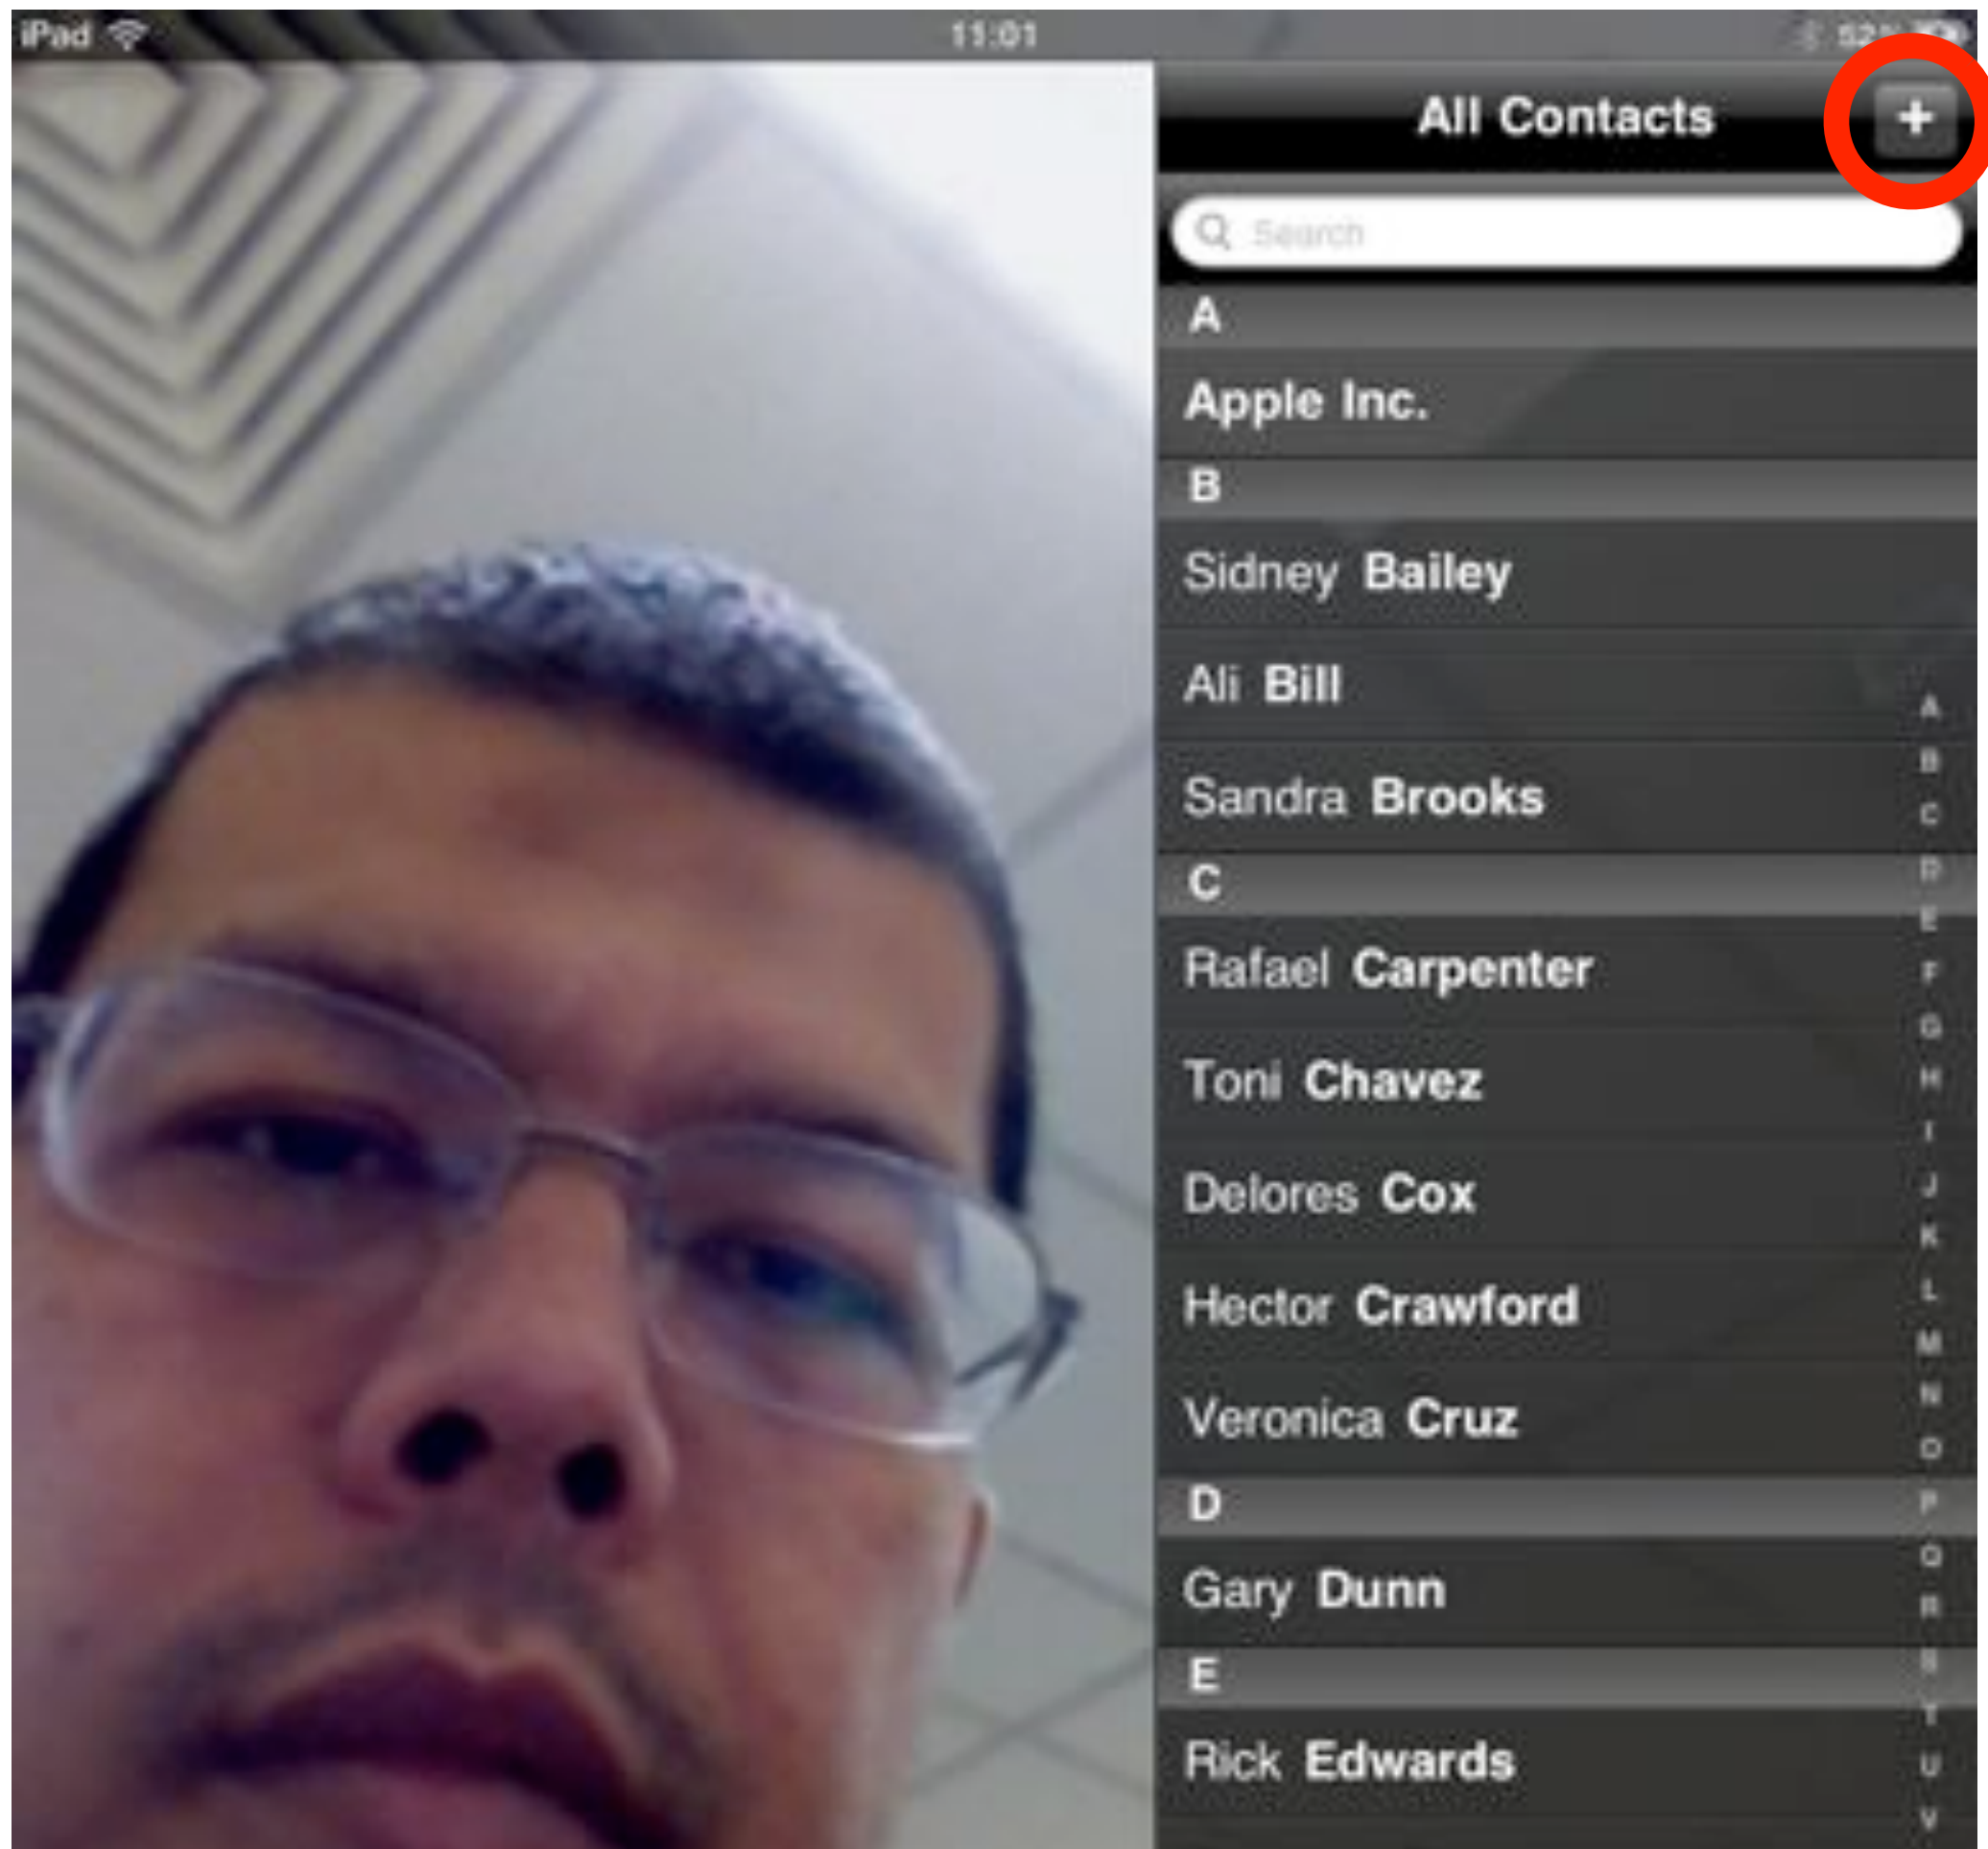 iPad 11:01 52%
All Contacts +
Search
A
Apple Inc.
B
Sidney Bailey
Ali Bill
Sandra Brooks
C
Rafael Carpenter
Toni Chavez
Delores Cox
Hector Crawford
Veronica Cruz
D
Gary Dunn
E
Rick Edwards
A
B
C
D
E
F
G
H
I
J
K
L
M
N
O
P
Q
R
S
T
U
V